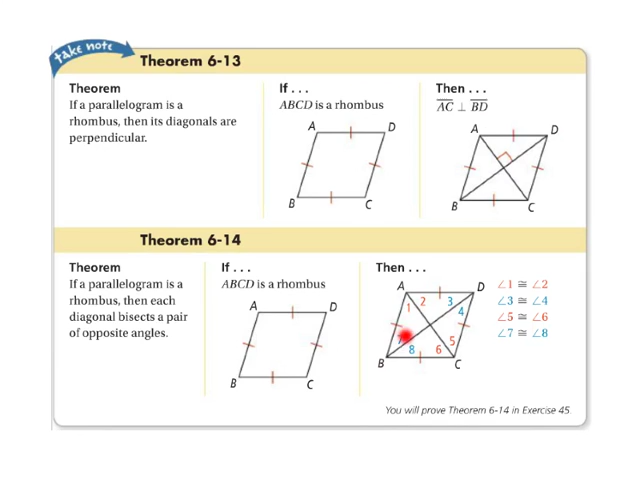 take note
Theorem 6-13
Theorem
If a parallelogram is a
rhombus, then its diagonals are
perpendicular.
If . . .
ABCD is a rhombus
A D
B C
Then . . .
AC ⊥ BD
A D
B C
Theorem 6-14
Theorem
If a parallelogram is a
rhombus, then each
diagonal bisects a pair
of opposite angles.
If . . .
ABCD is a rhombus
A D
B C
Then . . .
A D
1 2 3 4
8 6 5
B C
∠1 ≅ ∠2
∠3 ≅ ∠4
∠5 ≅ ∠6
∠7 ≅ ∠8
You will prove Theorem 6-14 in Exercise 45.